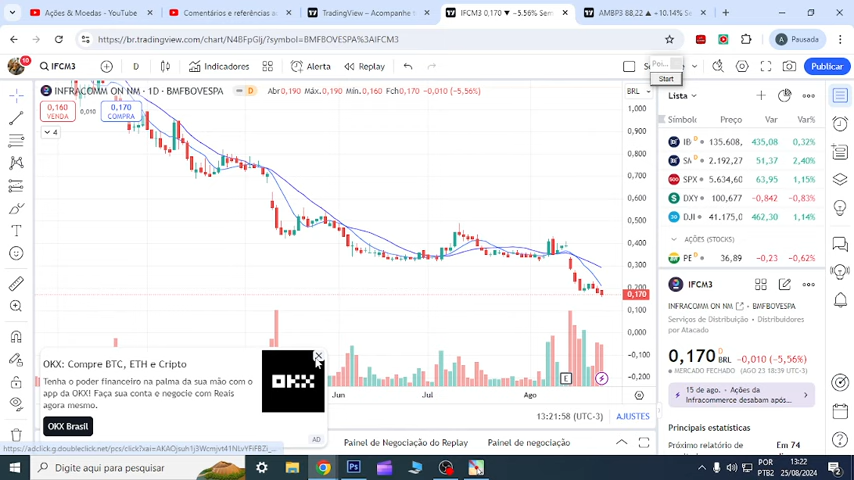 Ações & Moedas - YouTube
Comentários e referências a
TradingView — Acompanhe t
IFCM3 0,170 ▼ −5.56% Sem
AMBP3 88,22 ▲ +10.14% Sem
https://br.tradingview.com/chart/N4BFpGlj/?symbol=BMFBOVESPA%3AIFCM3
Pausada
IFCM3
D
Indicadores
Alerta
Replay
Start
Publicar
INFRACOMM ON NM · 1D · BMFBOVESPA
D
Abr0,190 Máx0,190 Mín0,160 Fch0,170 −0,010 (−5,56%)
BRL
0,160
VENDA
0,010
0,170
COMPRA
4
1,000
0,900
0,800
0,700
0,600
0,500
0,400
0,300
0,170
0,100
0,000
−0,100
−0,200
Lista
Símbolo
Preço
Var
Var%
135.608, 435,08 0,32%
2.192,27 51,37 2,40%
SPX 5.634,60 63,95 1,15%
DXY 100,677 −0,842 −0,83%
DJI 41.175,0 462,30 1,14%
AÇÕES (STOCKS)
PE 36,89 −0,23 −0,62%
IFCM3
INFRACOMM ON NM
BMFBOVESPA
Serviços de Distribuição • Distribuidores
por Atacado
0,170 BRL −0,010 −5,56%
MERCADO FECHADO (AGO 23 18:39 UTC-3)
15 de ago. • Ações da
Infracommerce desabam após…
Principais estatísticas
Próximo relatório de
Em 74
OKX: Compre BTC, ETH e Cripto
Tenha o poder financeiro na palma da sua mão com o
app da OKX! Faça sua conta e negocie com Reais
agora mesmo.
OKX
OKX Brasil
AD
Jun
Jul
Ago
E
13:21:58 (UTC-3)
AJUSTES
Painel de Negociação do Replay
Painel de negociação
Digite aqui para pesquisar
POR
PTB2
13:22
25/08/2024